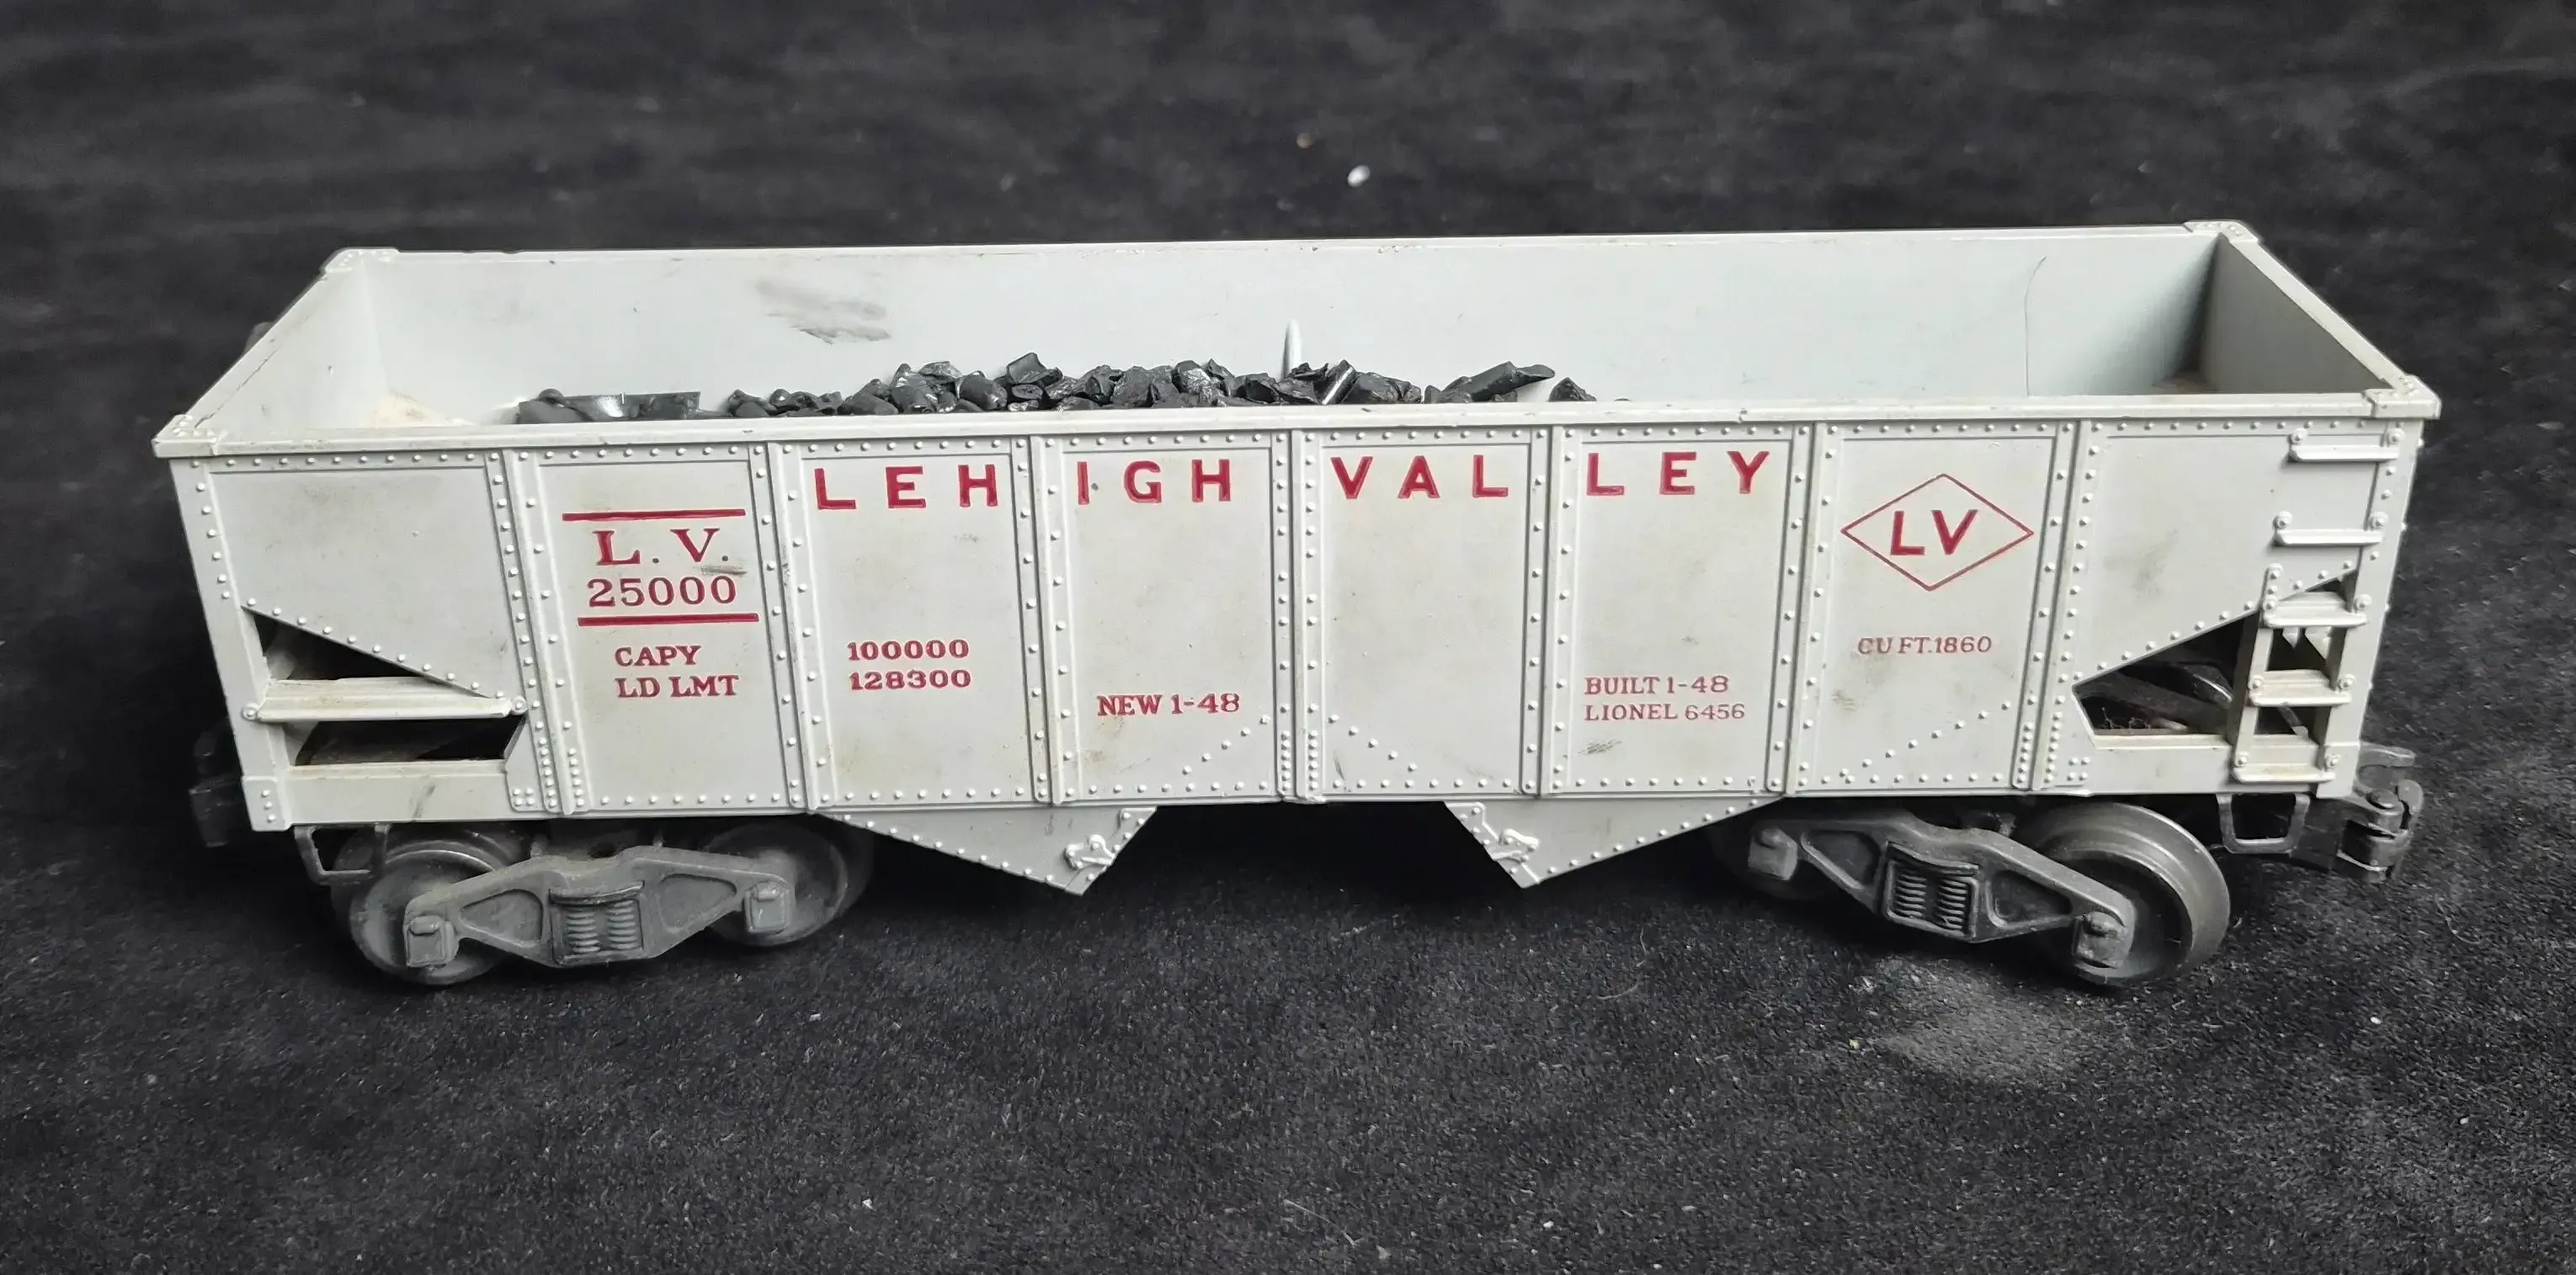 LEHIGH VALLEY
L. V.
25000
CAPY 100000
LD LMT 128300
NEW 1-48
BUILT 1-48
LIONEL 6456
LV
CU FT. 1860